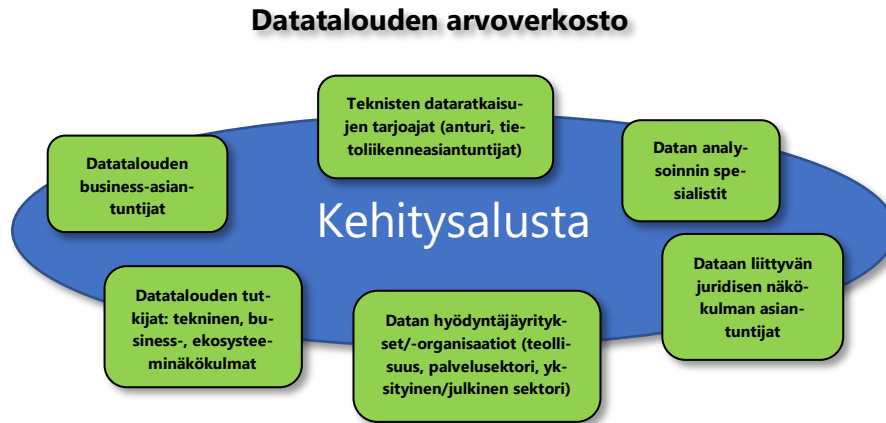 Datatalouden arvoverkosto
Teknisten dataratkaisu-
jen tarjoajat (anturi, tie-
toliikenneasiantuntijat)
Datatalouden
business-asian-
tuntijat
Datan analy-
soinnin spe-
sialistit
Kehitysalusta
Datatalouden tut-
kijat: tekninen, bu-
siness-, ekosystee-
minäkökulmat
Datan hyödyntäjäyrityk-
set/-organisaatiot (teolli-
suus, palvelusektori, yk-
sityinen/julkinen sektori)
Dataan liittyvän
juridisen näkö-
kulman asian-
tuntijat